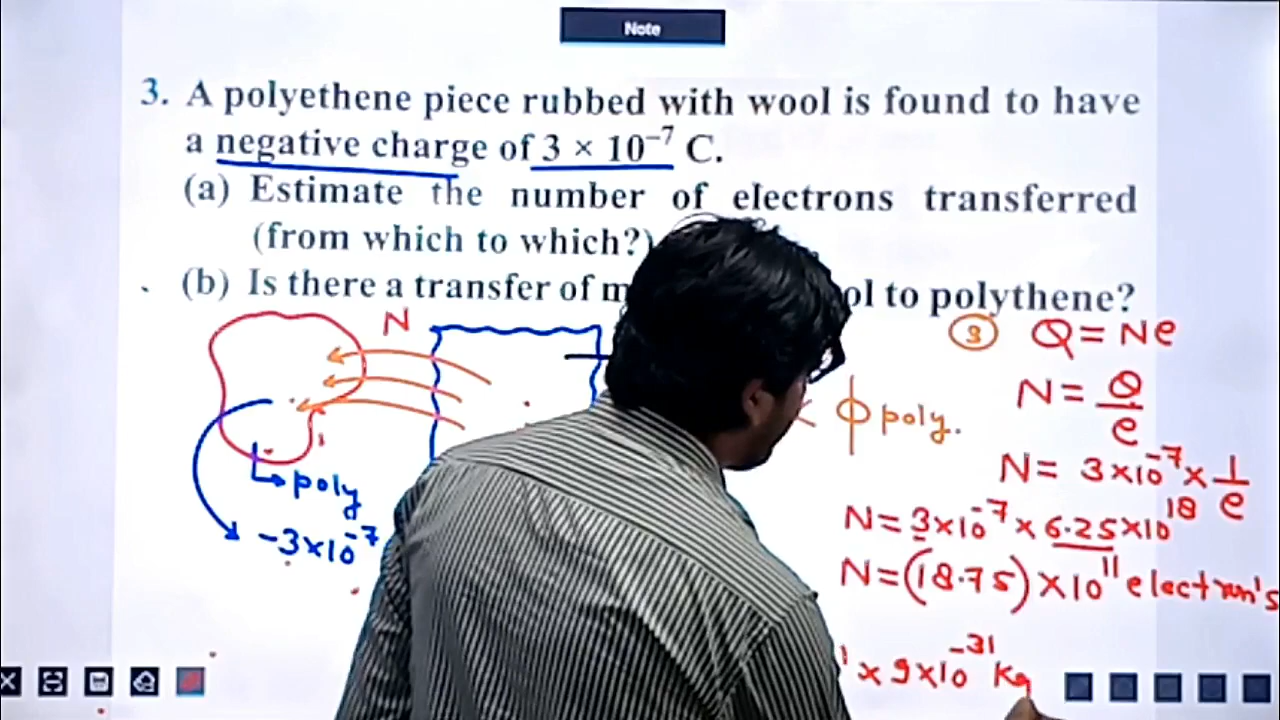 Note
3. A polyethene piece rubbed with wool is found to have
a negative charge of 3 × 10⁻⁷ C.
(a) Estimate the number of electrons transferred
(from which to which?)
(b) Is there a transfer of m ol to polythene?
N
poly
-3×10⁻⁷
ϕ poly.
③ Q = Ne
N = Q/e
N = 3×10⁻⁷ × 1/e
N = 3×10⁻⁷ × 6.25×10¹⁸
N = (18.75) × 10¹¹ electron's
× 9×10⁻³¹ Kg